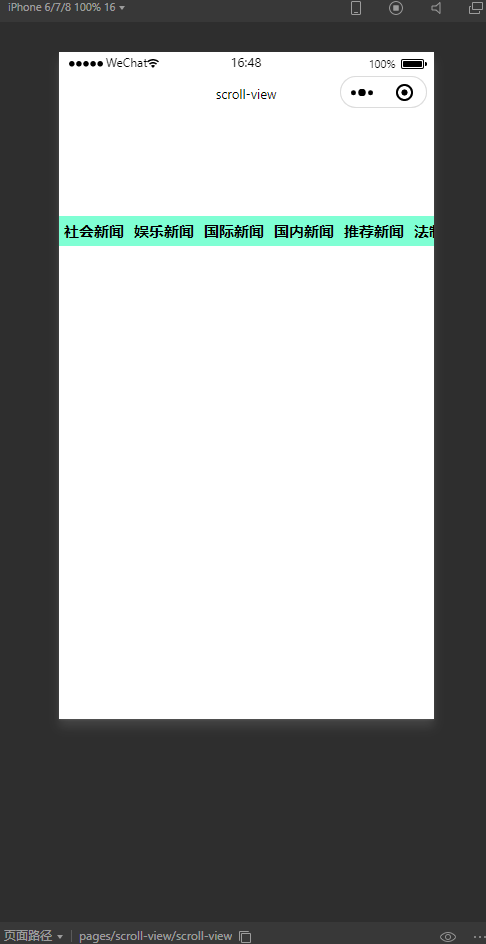 iPhone 6/7/8 100% 16
WeChat 16:48 100%
scroll-view
社会新闻 娱乐新闻 国际新闻 国内新闻 推荐新闻 法
页面路径 pages/scroll-view/scroll-view